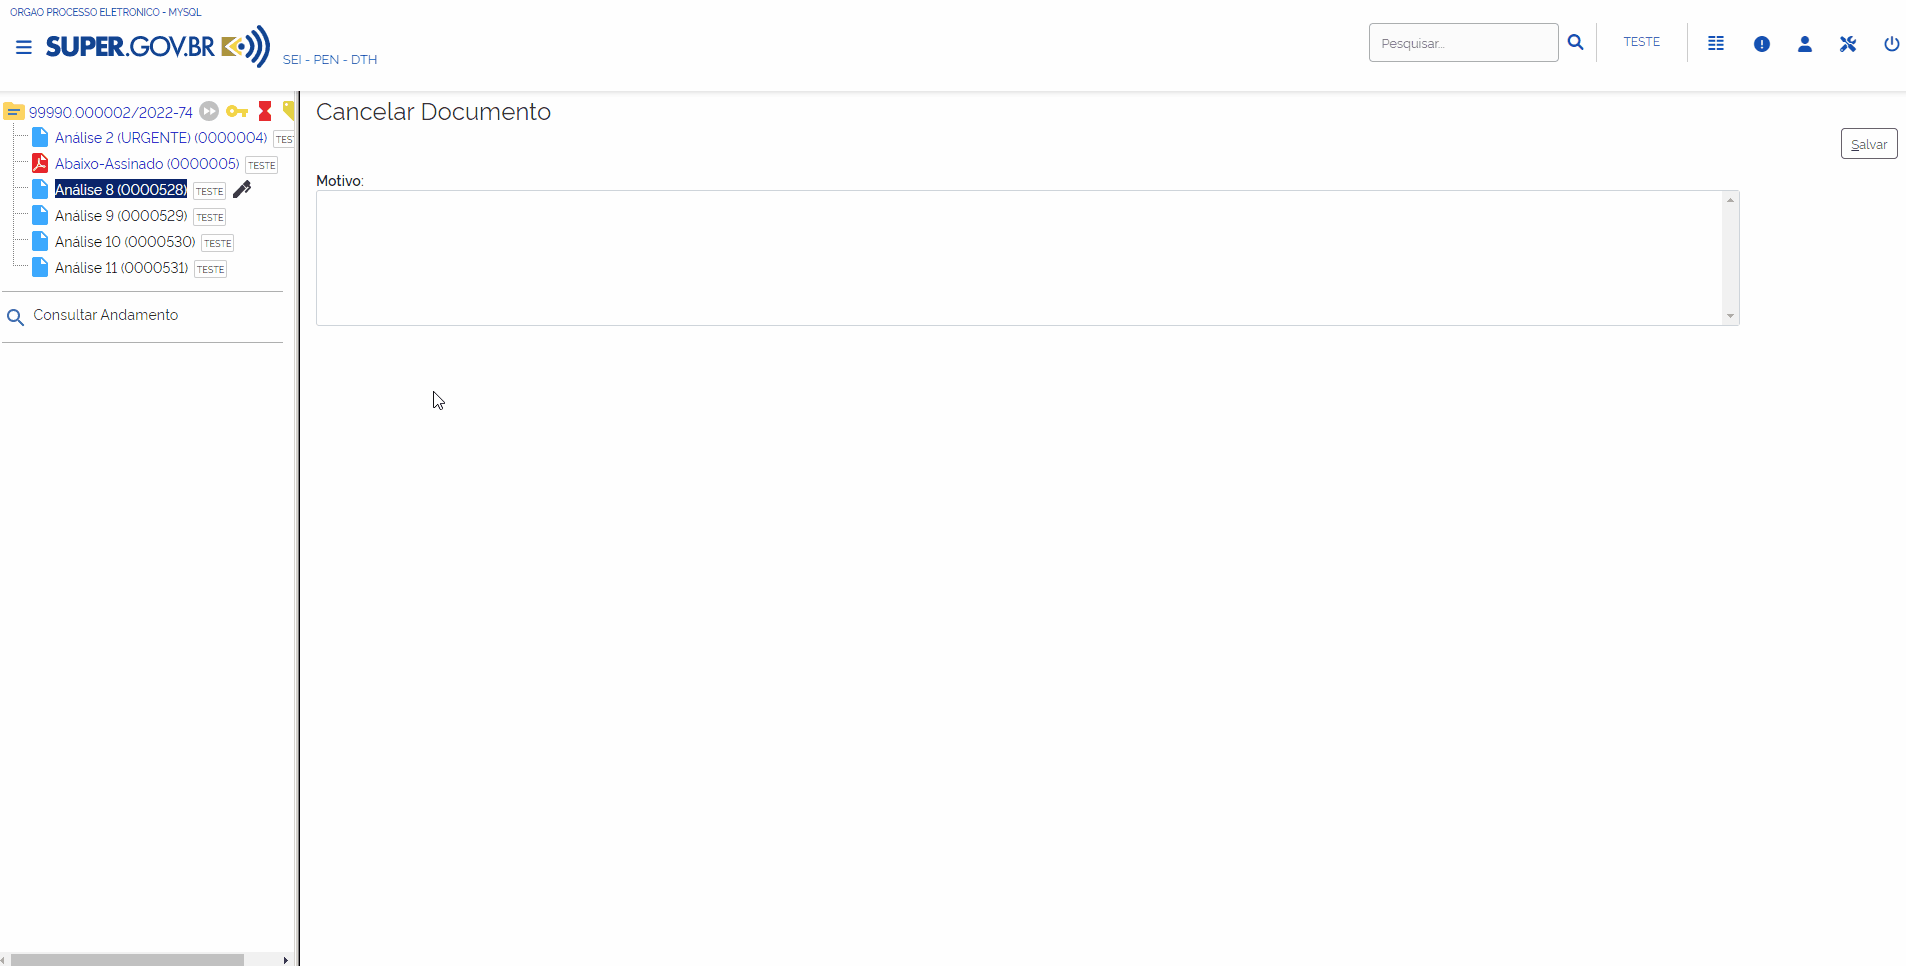 ORGAO PROCESSO ELETRONICO - MYSQL
SUPER.GOV.BR
SEI - PEN - DTH
Pesquisar...
TESTE
99990.000002/2022-74
Análise 2 (URGENTE) (0000004) TEST
Abaixo-Assinado (0000005) TESTE
Análise 8 (0000528) TESTE
Análise 9 (0000529) TESTE
Análise 10 (0000530) TESTE
Análise 11 (0000531) TESTE
Consultar Andamento
Cancelar Documento
Salvar
Motivo: